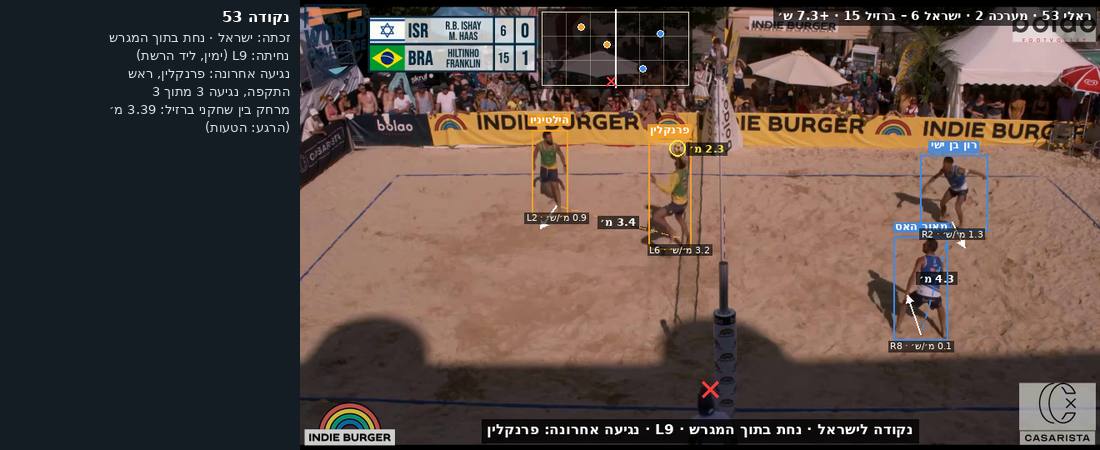 נקודה 53
זכתה: ישראל · נחת בתוך המגרש
נחיתה: L9 (ימין, ליד הרשת)
נגיעה אחרונה: פרנקלין, ראש
התקפה, נגיעה 3 מתוך 3
מרחק בין שחקני ברזיל: 3.39 מ׳
(הרגע: הטעות)
ראלי 53 · מערכה 2 · ישראל 6 – ברזיל 15 · +7.3 ש׳
ISR R.B. ISHAY M. HAAS 6 0
BRA HILTINHO FRANKLIN 15 1
WORLD
INDIE BURGER
bolao
FOOTVOLLEY
bolao
INDIE BURGER
INDIE BURGER
הילטיניו
פרנקלין
2.3 מ׳
רון בן ישי
L2 · 0.9 מ׳/ש׳
3.4 מ׳
L6 · 3.2 מ׳/ש׳
מאור האס
R2 · 1.3 מ׳/ש׳
4.3 מ׳
R8 · 0.1 מ׳/ש׳
INDIE BURGER
CASARISTA
נקודה לישראל · נחת בתוך המגרש · L9 · נגיעה אחרונה: פרנקלין